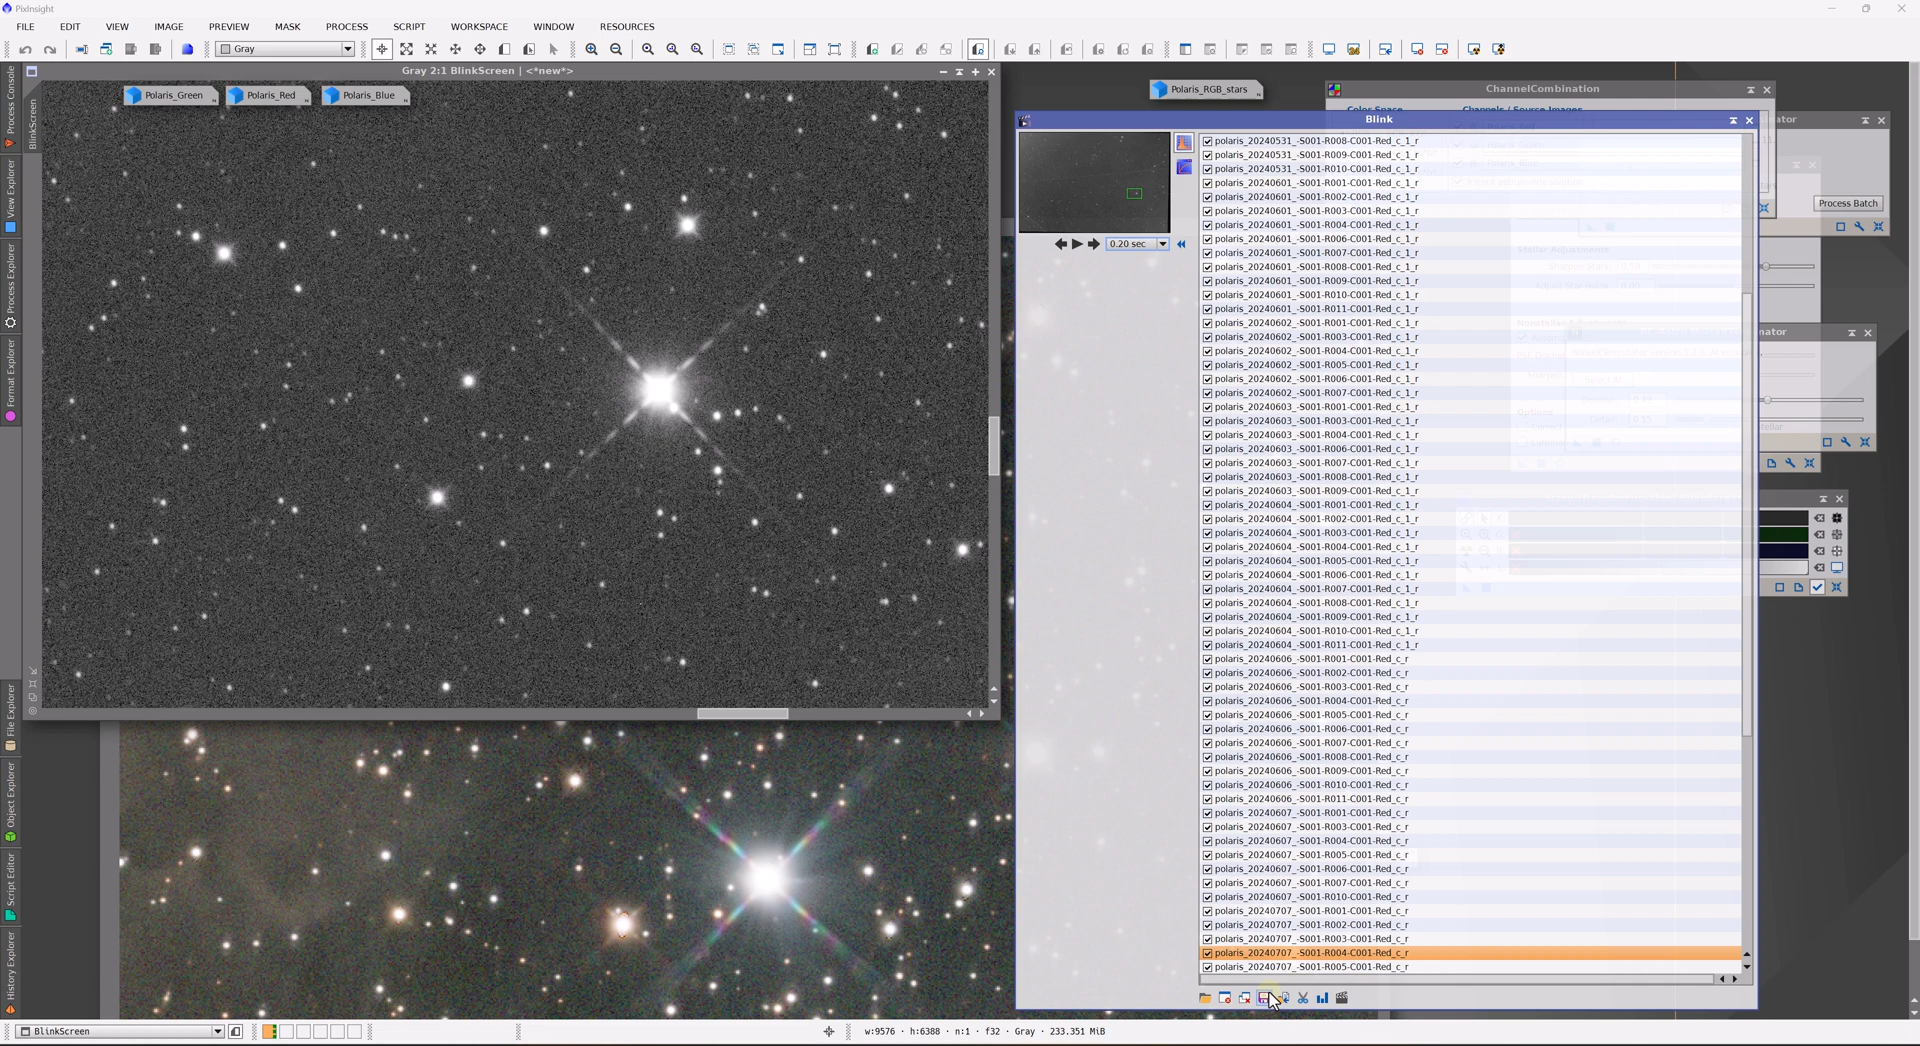 PixInsight
FILE EDIT VIEW IMAGE PREVIEW MASK PROCESS SCRIPT WORKSPACE WINDOW RESOURCES
Gray
Gray 2:1 BlinkScreen | <*new*>
Polaris_Green Polaris_Red Polaris_Blue
BlinkScreen
Process Console
View Explorer
Process Explorer
Format Explorer
File Explorer
Object Explorer
Script Editor
History Explorer
Polaris_RGB_stars
ChannelCombination
Color Space Channels / Source Images
Blink
nator
Process Batch
0.20 sec
Stellar Adjustments
nator
polaris_20240531_-S001-R008-C001-Red_c_1_r
polaris_20240531_-S001-R009-C001-Red_c_1_r
polaris_20240531_-S001-R010-C001-Red_c_1_r
polaris_20240601_-S001-R001-C001-Red_c_1_r
polaris_20240601_-S001-R002-C001-Red_c_1_r
polaris_20240601_-S001-R003-C001-Red_c_1_r
polaris_20240601_-S001-R004-C001-Red_c_1_r
polaris_20240601_-S001-R006-C001-Red_c_1_r
polaris_20240601_-S001-R007-C001-Red_c_1_r
polaris_20240601_-S001-R008-C001-Red_c_1_r
polaris_20240601_-S001-R009-C001-Red_c_1_r
polaris_20240601_-S001-R010-C001-Red_c_1_r
polaris_20240601_-S001-R011-C001-Red_c_1_r
polaris_20240602_-S001-R001-C001-Red_c_1_r
polaris_20240602_-S001-R003-C001-Red_c_1_r
polaris_20240602_-S001-R004-C001-Red_c_1_r
polaris_20240602_-S001-R005-C001-Red_c_1_r
polaris_20240602_-S001-R006-C001-Red_c_1_r
polaris_20240602_-S001-R007-C001-Red_c_1_r
polaris_20240603_-S001-R001-C001-Red_c_1_r
polaris_20240603_-S001-R003-C001-Red_c_1_r
polaris_20240603_-S001-R004-C001-Red_c_1_r
polaris_20240603_-S001-R006-C001-Red_c_1_r
polaris_20240603_-S001-R007-C001-Red_c_1_r
polaris_20240603_-S001-R008-C001-Red_c_1_r
polaris_20240603_-S001-R009-C001-Red_c_1_r
polaris_20240604_-S001-R001-C001-Red_c_1_r
polaris_20240604_-S001-R002-C001-Red_c_1_r
polaris_20240604_-S001-R003-C001-Red_c_1_r
polaris_20240604_-S001-R004-C001-Red_c_1_r
polaris_20240604_-S001-R005-C001-Red_c_1_r
polaris_20240604_-S001-R006-C001-Red_c_1_r
polaris_20240604_-S001-R007-C001-Red_c_1_r
polaris_20240604_-S001-R008-C001-Red_c_1_r
polaris_20240604_-S001-R009-C001-Red_c_1_r
polaris_20240604_-S001-R010-C001-Red_c_1_r
polaris_20240604_-S001-R011-C001-Red_c_1_r
polaris_20240606_-S001-R001-C001-Red_c_r
polaris_20240606_-S001-R002-C001-Red_c_r
polaris_20240606_-S001-R003-C001-Red_c_r
polaris_20240606_-S001-R004-C001-Red_c_r
polaris_20240606_-S001-R005-C001-Red_c_r
polaris_20240606_-S001-R006-C001-Red_c_r
polaris_20240606_-S001-R007-C001-Red_c_r
polaris_20240606_-S001-R008-C001-Red_c_r
polaris_20240606_-S001-R009-C001-Red_c_r
polaris_20240606_-S001-R010-C001-Red_c_r
polaris_20240606_-S001-R011-C001-Red_c_r
polaris_20240607_-S001-R001-C001-Red_c_r
polaris_20240607_-S001-R003-C001-Red_c_r
polaris_20240607_-S001-R004-C001-Red_c_r
polaris_20240607_-S001-R005-C001-Red_c_r
polaris_20240607_-S001-R006-C001-Red_c_r
polaris_20240607_-S001-R007-C001-Red_c_r
polaris_20240607_-S001-R010-C001-Red_c_r
polaris_20240707_-S001-R001-C001-Red_c_r
polaris_20240707_-S001-R002-C001-Red_c_r
polaris_20240707_-S001-R003-C001-Red_c_r
polaris_20240707_-S001-R004-C001-Red_c_r
polaris_20240707_-S001-R005-C001-Red_c_r
BlinkScreen
w:9576 · h:6388 · n:1 · f32 · Gray · 233.351 MiB